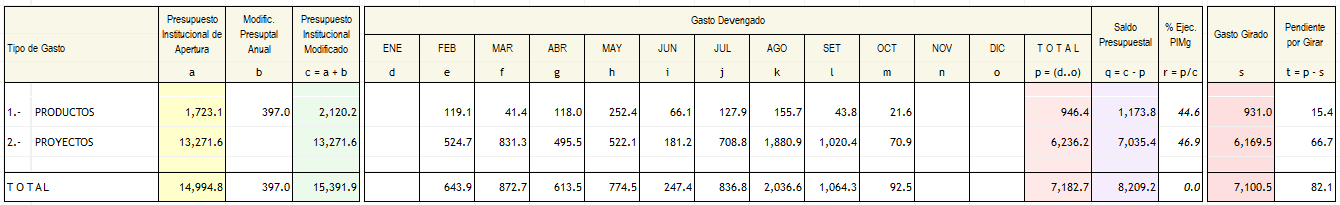 Tipo de Gasto Presupuesto Institucional de Apertura a Modific. Presuptal Anual b Presupuesto Institucional Modificado c = a + b Gasto Devengado Saldo Presupuestal q = c - p % Ejec. PIMg r = p/c Gasto Girado s Pendiente por Girar t = p - s
ENE FEB MAR ABR MAY JUN JUL AGO SET OCT NOV DIC T O T A L
d e f g h i j k l m n o p = (d..o)
1.- PRODUCTOS 1,723.1 397.0 2,120.2 119.1 41.4 118.0 252.4 66.1 127.9 155.7 43.8 21.6 946.4 1,173.8 44.6 931.0 15.4
2.- PROYECTOS 13,271.6 13,271.6 524.7 831.3 495.5 522.1 181.2 708.8 1,880.9 1,020.4 70.9 6,236.2 7,035.4 46.9 6,169.5 66.7
T O T A L 14,994.8 397.0 15,391.9 643.9 872.7 613.5 774.5 247.4 836.8 2,036.6 1,064.3 92.5 7,182.7 8,209.2 0.0 7,100.5 82.1